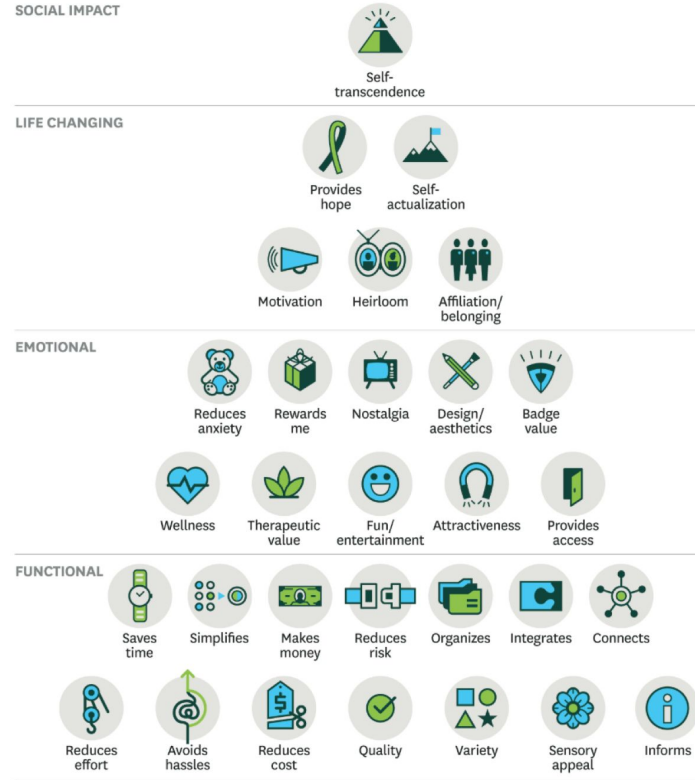 SOCIAL IMPACT
Self-
transcendence
LIFE CHANGING
Provides
hope
Self-
actualization
Motivation
Heirloom
Affiliation/
belonging
EMOTIONAL
Reduces
anxiety
Rewards
me
Nostalgia
Design/
aesthetics
Badge
value
Wellness
Therapeutic
value
Fun/
entertainment
Attractiveness
Provides
access
FUNCTIONAL
Saves
time
Simplifies
Makes
money
Reduces
risk
Organizes
Integrates
Connects
Reduces
effort
Avoids
hassles
$
Reduces
cost
Quality
Variety
Sensory
appeal
i
Informs